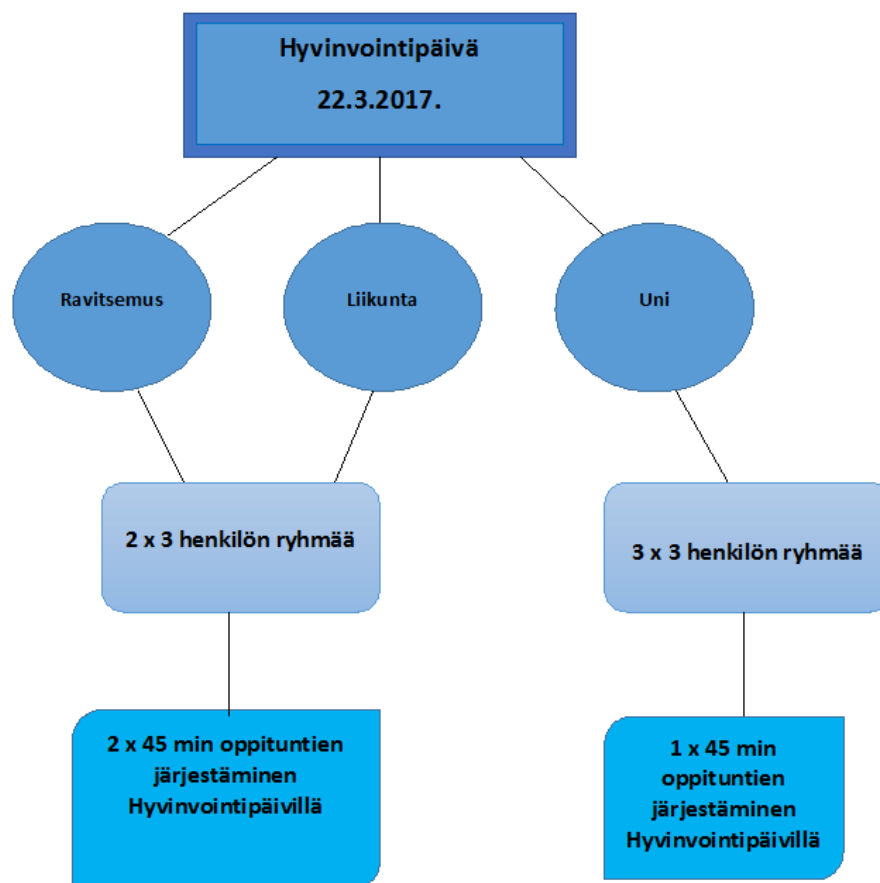 Hyvinvointipäivä
22.3.2017.
Ravitsemus
Liikunta
Uni
2 x 3 henkilön ryhmää
3 x 3 henkilön ryhmää
2 x 45 min oppituntien
järjestäminen
Hyvinvointipäivillä
1 x 45 min
oppituntien
järjestäminen
Hyvinvointipäivillä